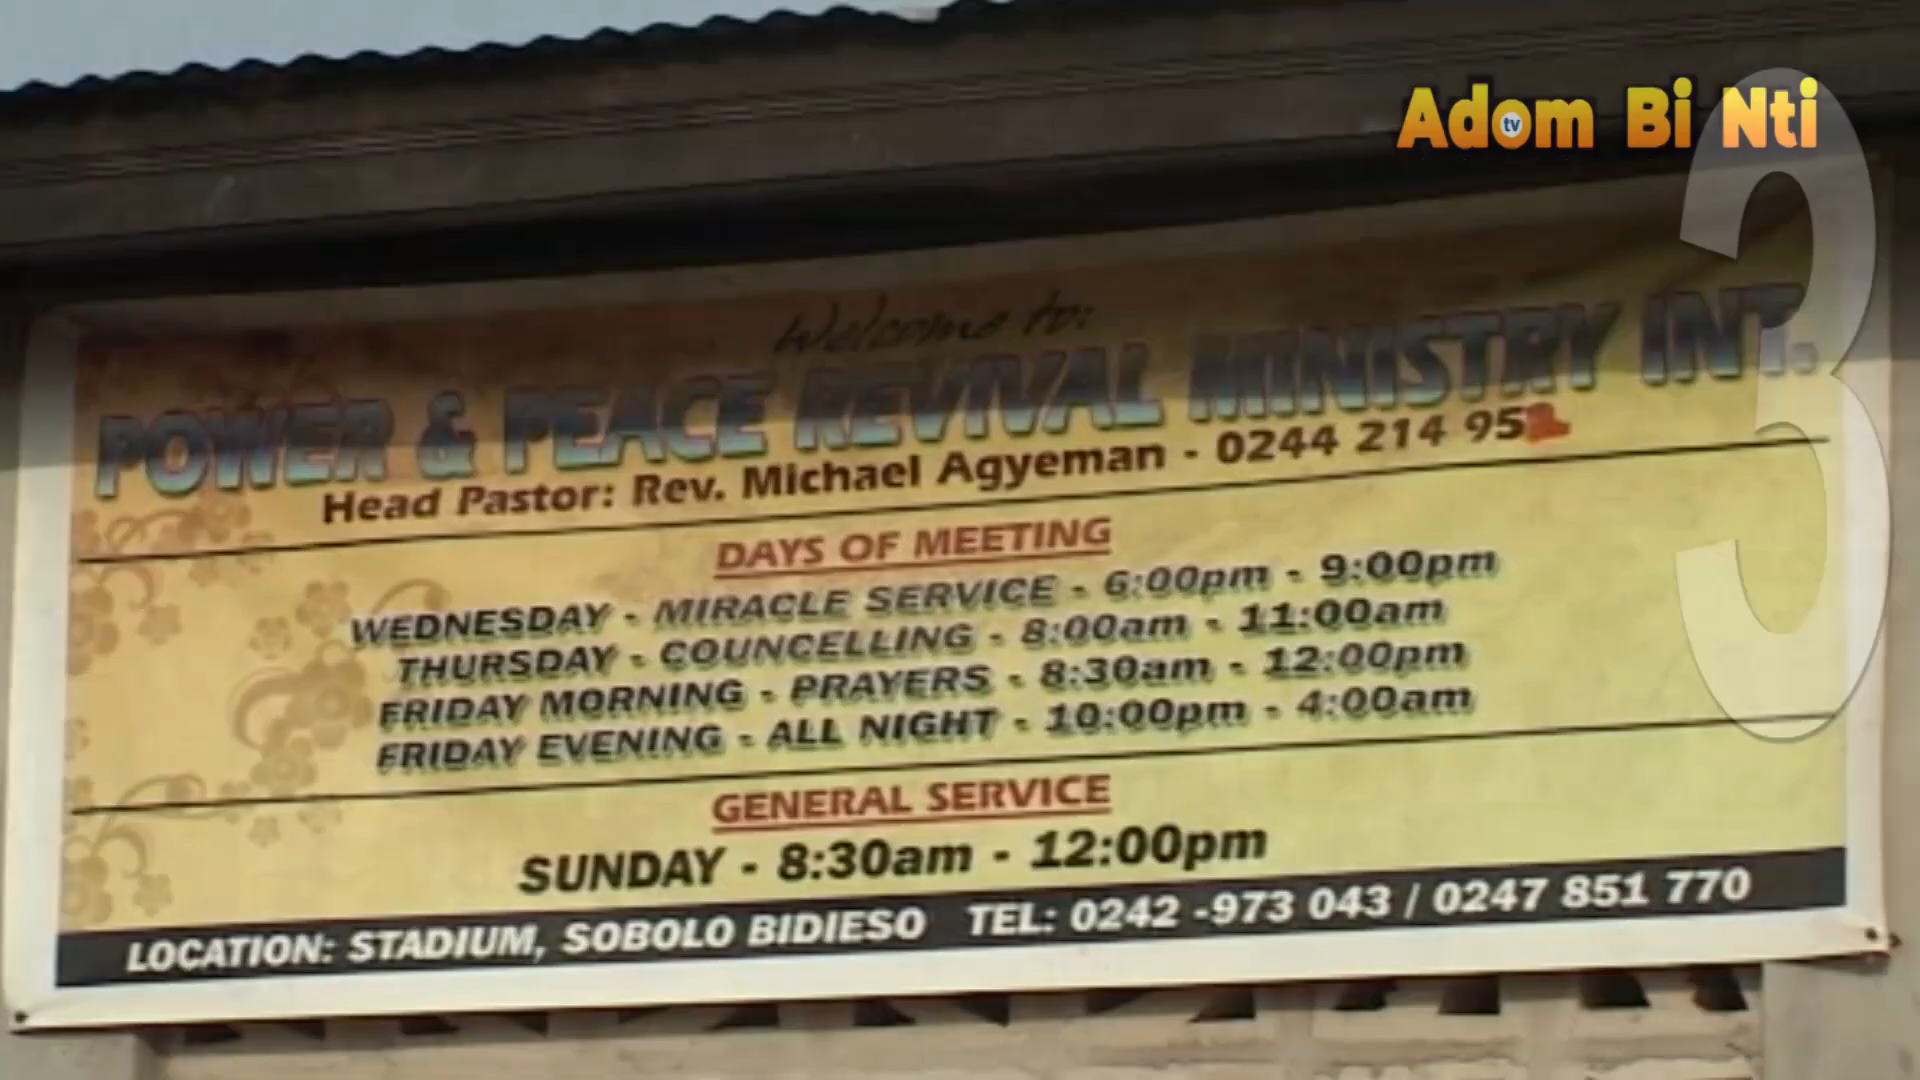 Adom tv Bi Nti
3
Welcome to:
POWER & PEACE REVIVAL MINISTRY INT.
Head Pastor: Rev. Michael Agyeman - 0244 214 95
DAYS OF MEETING
WEDNESDAY - MIRACLE SERVICE - 6:00pm - 9:00pm
THURSDAY - COUNCELLING - 8:00am - 11:00am
FRIDAY MORNING - PRAYERS - 8:30am - 12:00pm
FRIDAY EVENING - ALL NIGHT - 10:00pm - 4:00am
GENERAL SERVICE
SUNDAY - 8:30am - 12:00pm
LOCATION: STADIUM, SOBOLO BIDIESO TEL: 0242 -973 043 / 0247 851 770